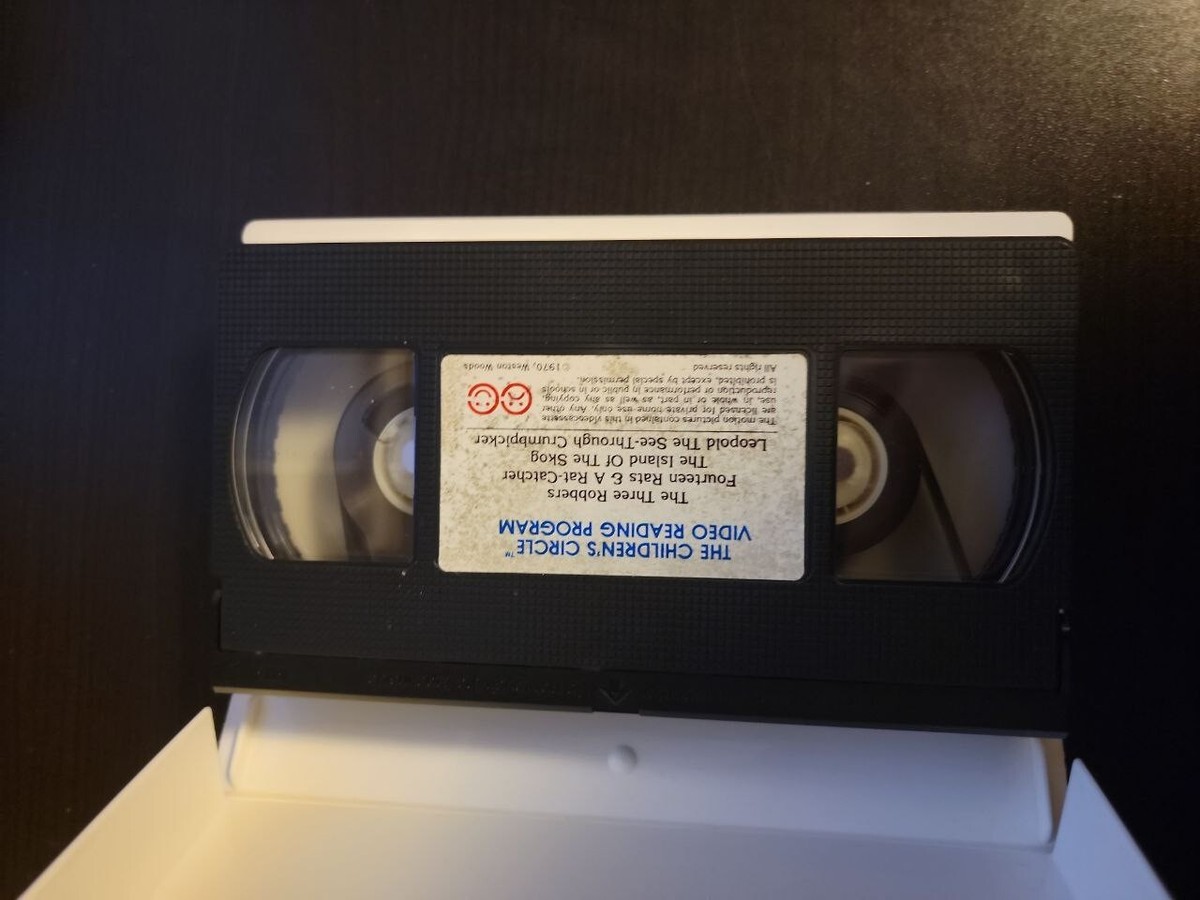 THE CHILDREN'S CIRCLE™
VIDEO READING PROGRAM
The Three Robbers
Fourteen Rats & A Rat-Catcher
The Island Of The Skog
Leopold The See-Through Crumbpicker
The motion pictures contained in this videocassette
are licensed for private home use only. Any other
use, in whole or in part, as well as any copying,
reproduction or performance in public or in schools
is prohibited, except by special permission.
All rights reserved © 1970, Weston Woods